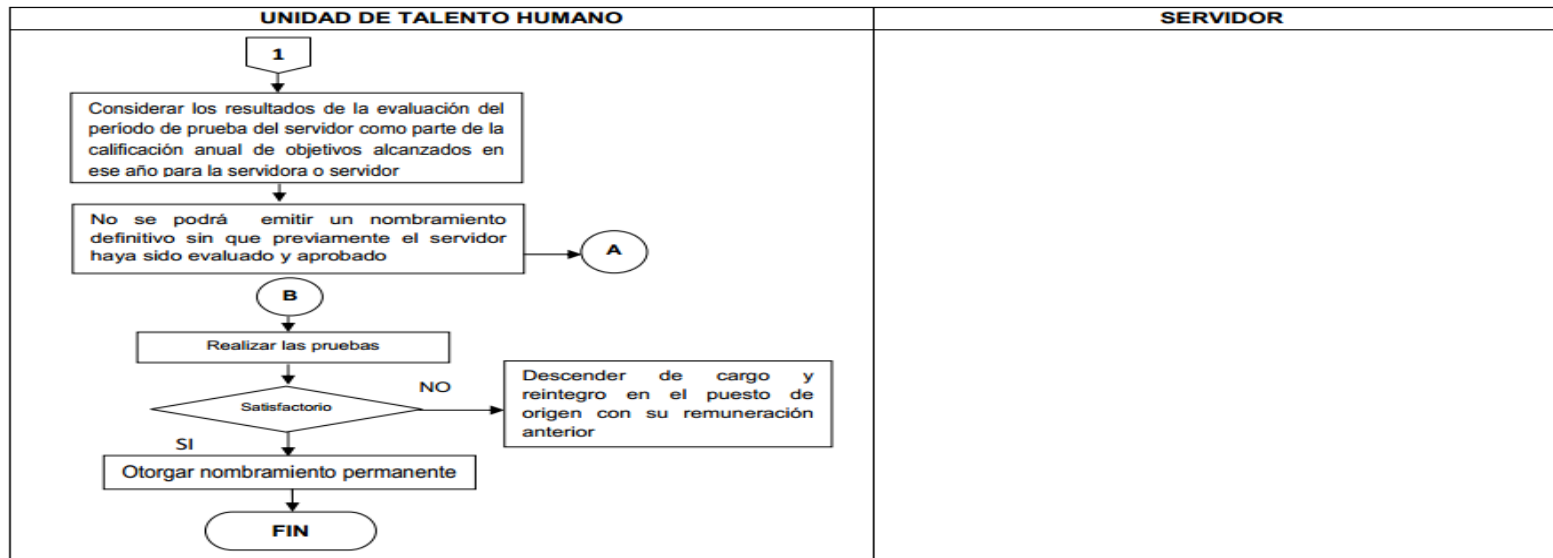 UNIDAD DE TALENTO HUMANO
SERVIDOR
1
Considerar los resultados de la evaluación del
período de prueba del servidor como parte de la
calificación anual de objetivos alcanzados en
ese año para la servidora o servidor
No se podrá emitir un nombramiento
definitivo sin que previamente el servidor
haya sido evaluado y aprobado
A
B
Realizar las pruebas
Satisfactorio
NO
Descender de cargo y
reintegro en el puesto de
origen con su remuneración
anterior
SI
Otorgar nombramiento permanente
FIN